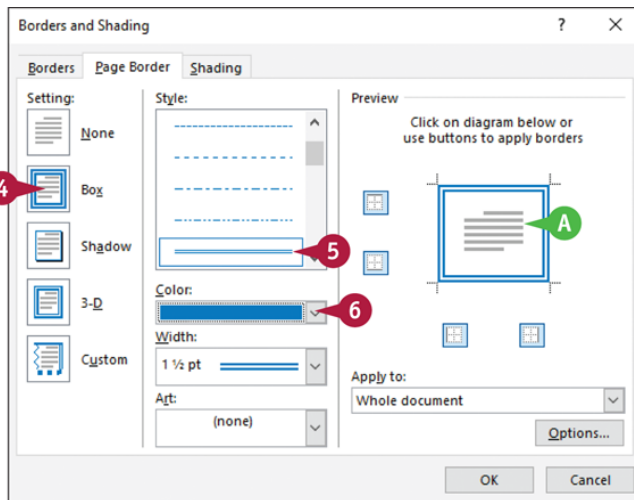 Borders and Shading
?
Borders
Page Border
Shading
Setting:
None
4
Box
Shadow
3-D
Custom
Style:
5
Color:
6
Width:
1 ½ pt
Art:
(none)
Preview
Click on diagram below or
use buttons to apply borders
A
Apply to:
Whole document
Options...
OK
Cancel